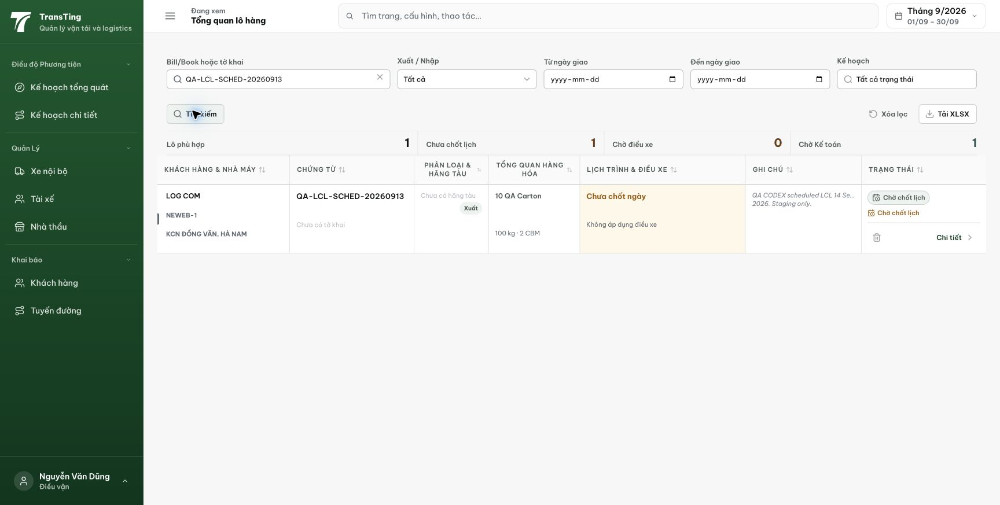 TransTing
Quản lý vận tải và logistics
Điều độ Phương tiện
Kế hoạch tổng quát
Kế hoạch chi tiết
Quản Lý
Xe nội bộ
Tài xế
Nhà thầu
Khai báo
Khách hàng
Tuyến đường
Nguyễn Văn Dũng
Điều vận
Đang xem
Tổng quan lô hàng
Tìm trang, cấu hình, thao tác...
Tháng 9/2026
01/09 – 30/09
Bill/Book hoặc tờ khai
QA-LCL-SCHED-20260913
Xuất / Nhập
Tất cả
Từ ngày giao
yyyy-mm-dd
Đến ngày giao
yyyy-mm-dd
Kế hoạch
Tất cả trạng thái
Tìm kiếm
Xóa lọc
Tải XLSX
Lô phù hợp 1
Chưa chốt lịch 1
Chờ điều xe 0
Chờ Kế toán 1
KHÁCH HÀNG & NHÀ MÁY
CHỨNG TỪ
PHÂN LOẠI &
HÃNG TÀU
TỔNG QUAN HÀNG
HÓA
LỊCH TRÌNH & ĐIỀU XE
GHI CHÚ
TRẠNG THÁI
LOG COM
NEWEB-1
KCN ĐỒNG VĂN, HÀ NAM
QA-LCL-SCHED-20260913
Chưa có tờ khai
Chưa có hãng tàu
Xuất
10 QA Carton
100 kg · 2 CBM
Chưa chốt ngày
Không áp dụng điều xe
QA CODEX scheduled LCL 14 Se...
2026. Staging only.
Chờ chốt lịch
Chờ chốt lịch
Chi tiết